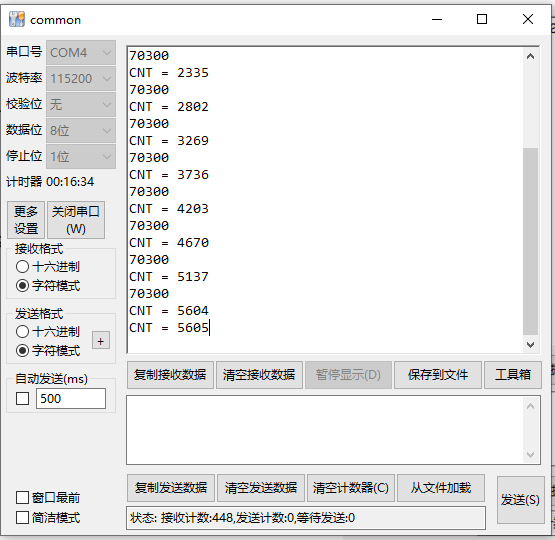 common
串口号 COM4
波特率 115200
校验位 无
数据位 8位
停止位 1位
计时器 00:16:34
更多
设置
关闭串口
(W)
接收格式
十六进制
字符模式
发送格式
十六进制
字符模式
+
自动发送(ms)
500
窗口最前
简洁模式
70300
CNT = 2335
70300
CNT = 2802
70300
CNT = 3269
70300
CNT = 3736
70300
CNT = 4203
70300
CNT = 4670
70300
CNT = 5137
70300
CNT = 5604
CNT = 5605
复制接收数据 清空接收数据 暂停显示(D) 保存到文件 工具箱
复制发送数据 清空发送数据 清空计数器(C) 从文件加载
发送(S)
状态: 接收计数:448,发送计数:0,等待发送:0